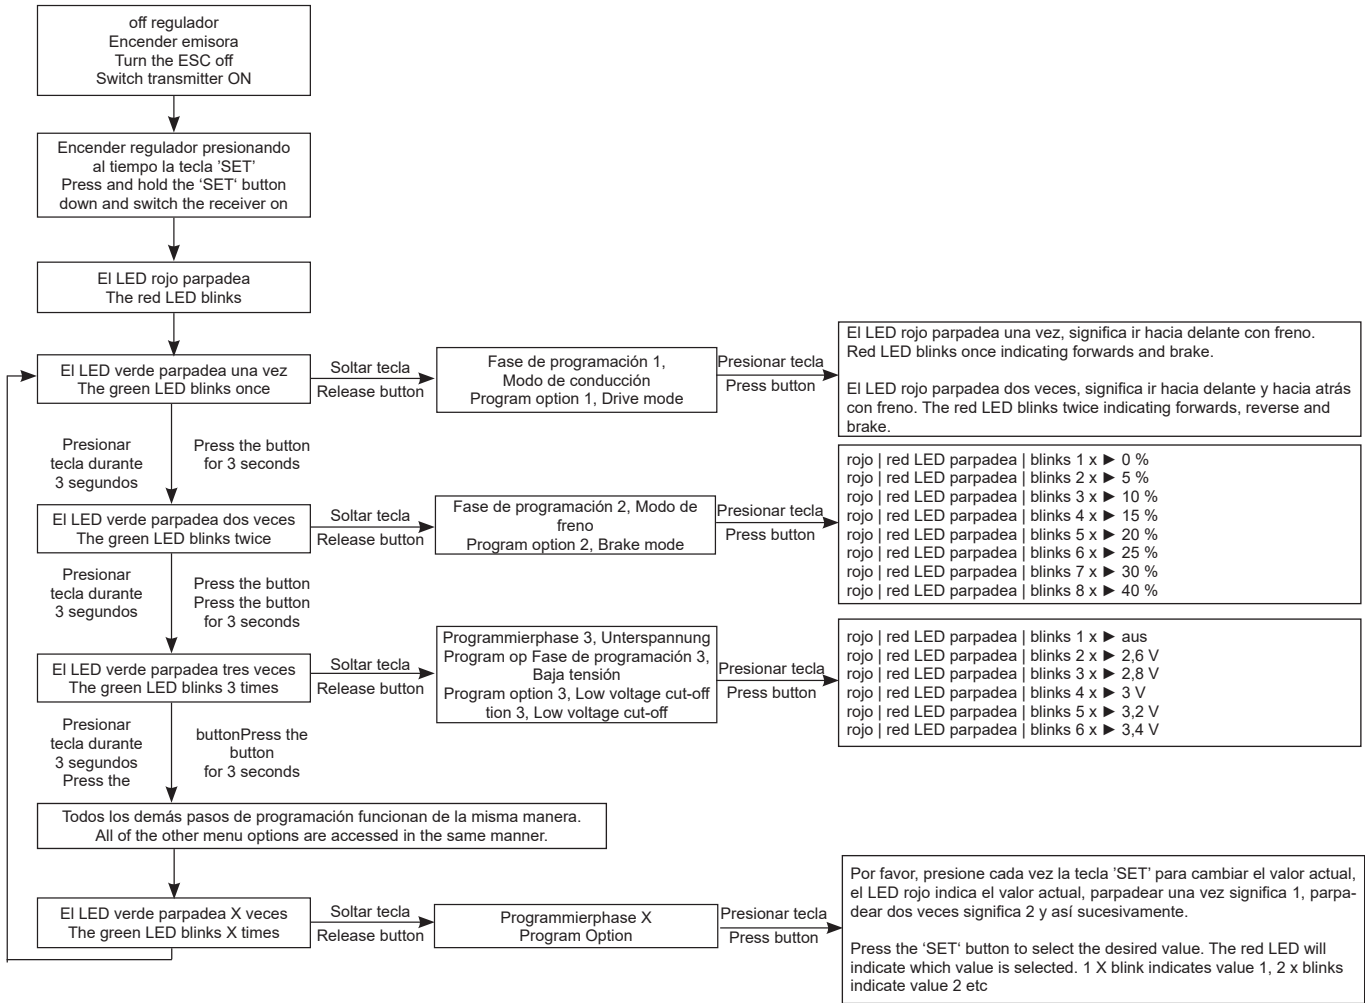 off regulador
Encender emisora
Turn the ESC off
Switch transmitter ON
Encender regulador presionando
al tiempo la tecla ’SET’
Press and hold the ‘SET‘ button
down and switch the receiver on
El LED rojo parpadea
The red LED blinks
El LED verde parpadea una vez
The green LED blinks once
Soltar tecla
Release button
Fase de programación 1,
Modo de conducción
Program option 1, Drive mode
Presionar tecla
Press button
El LED rojo parpadea una vez, significa ir hacia delante con freno.
Red LED blinks once indicating forwards and brake.
El LED rojo parpadea dos veces, significa ir hacia delante y hacia atrás
con freno. The red LED blinks twice indicating forwards, reverse and
brake.
Presionar
tecla durante
3 segundos
Press the button
for 3 seconds
El LED verde parpadea dos veces
The green LED blinks twice
Soltar tecla
Release button
Fase de programación 2, Modo de
freno
Program option 2, Brake mode
Presionar tecla
Press button
rojo | red LED parpadea | blinks 1 x ► 0 %
rojo | red LED parpadea | blinks 2 x ► 5 %
rojo | red LED parpadea | blinks 3 x ► 10 %
rojo | red LED parpadea | blinks 4 x ► 15 %
rojo | red LED parpadea | blinks 5 x ► 20 %
rojo | red LED parpadea | blinks 6 x ► 25 %
rojo | red LED parpadea | blinks 7 x ► 30 %
rojo | red LED parpadea | blinks 8 x ► 40 %
Presionar
tecla durante
3 segundos
Press the button
Press the button
for 3 seconds
El LED verde parpadea tres veces
The green LED blinks 3 times
Soltar tecla
Release button
Programmierphase 3, Unterspannung
Program op Fase de programación 3,
Baja tensión
Program option 3, Low voltage cut-off
tion 3, Low voltage cut-off
Presionar tecla
Press button
rojo | red LED parpadea | blinks 1 x ► aus
rojo | red LED parpadea | blinks 2 x ► 2,6 V
rojo | red LED parpadea | blinks 3 x ► 2,8 V
rojo | red LED parpadea | blinks 4 x ► 3 V
rojo | red LED parpadea | blinks 5 x ► 3,2 V
rojo | red LED parpadea | blinks 6 x ► 3,4 V
Presionar
tecla durante
3 segundos
Press the
buttonPress the
button
for 3 seconds
Todos los demás pasos de programación funcionan de la misma manera.
All of the other menu options are accessed in the same manner.
El LED verde parpadea X veces
The green LED blinks X times
Soltar tecla
Release button
Programmierphase X
Program Option
Presionar tecla
Press button
Por favor, presione cada vez la tecla ’SET’ para cambiar el valor actual,
el LED rojo indica el valor actual, parpadear una vez significa 1, parpa-
dear dos veces significa 2 y así sucesivamente.
Press the ‘SET‘ button to select the desired value. The red LED will
indicate which value is selected. 1 X blink indicates value 1, 2 x blinks
indicate value 2 etc